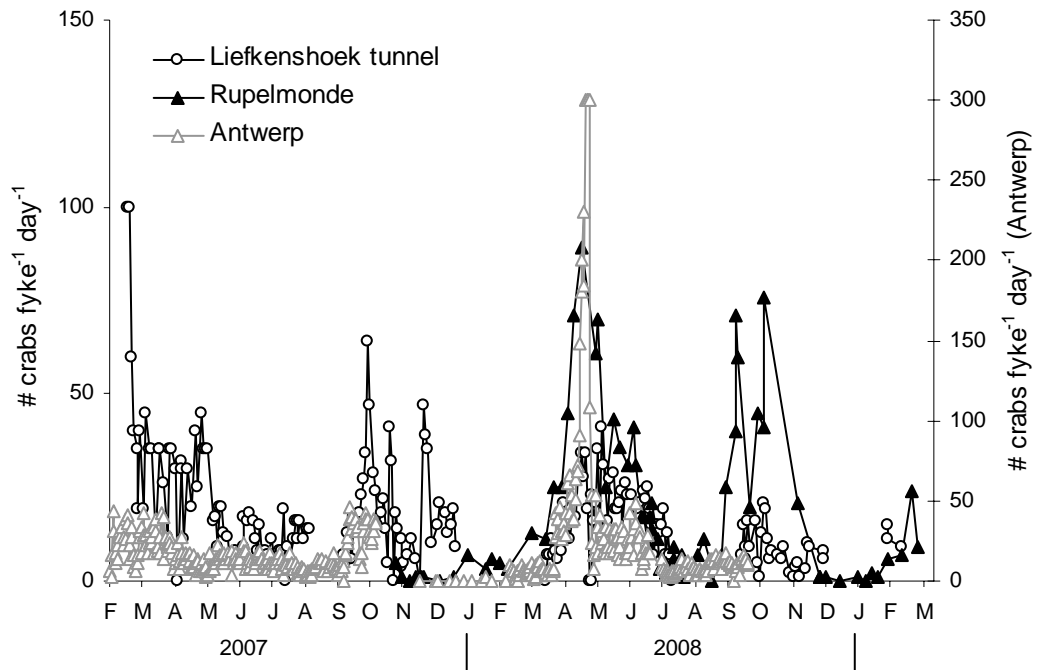 150
100
50
0
# crabs fyke⁻¹ day⁻¹
Liefkenshoek tunnel
Rupelmonde
Antwerp
350
300
250
200
150
100
50
0
# crabs fyke⁻¹ day⁻¹ (Antwerp)
F M A M J J A S O N D J F M A M J J A S O N D J F M
2007 2008